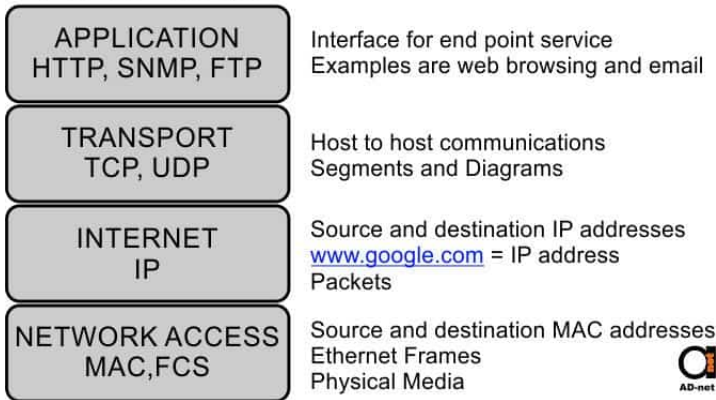 APPLICATION
HTTP, SNMP, FTP
Interface for end point service
Examples are web browsing and email
TRANSPORT
TCP, UDP
Host to host communications
Segments and Diagrams
INTERNET
IP
Source and destination IP addresses
www.google.com = IP address
Packets
NETWORK ACCESS
MAC,FCS
Source and destination MAC addresses
Ethernet Frames
Physical Media
net
AD-net